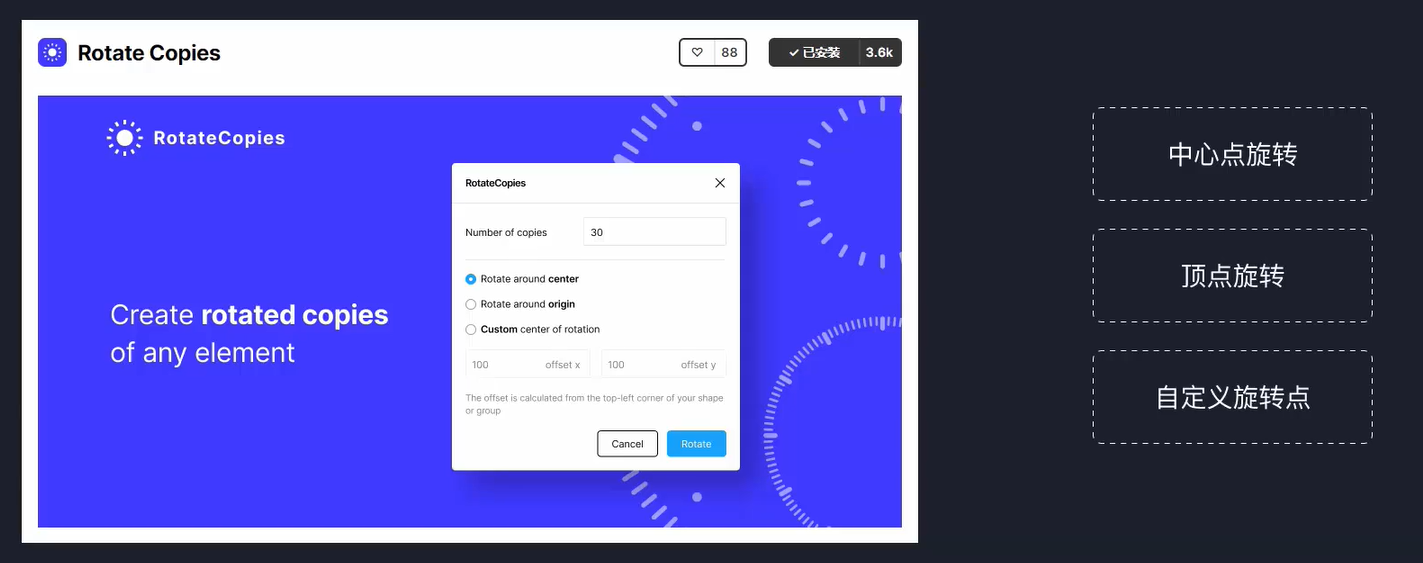 Rotate Copies
88
已安装
3.6k
RotateCopies
Create rotated copies
of any element
RotateCopies
Number of copies
30
Rotate around center
Rotate around origin
Custom center of rotation
100 offset x
100 offset y
The offset is calculated from the top-left corner of your shape
or group
Cancel
Rotate
中心点旋转
顶点旋转
自定义旋转点